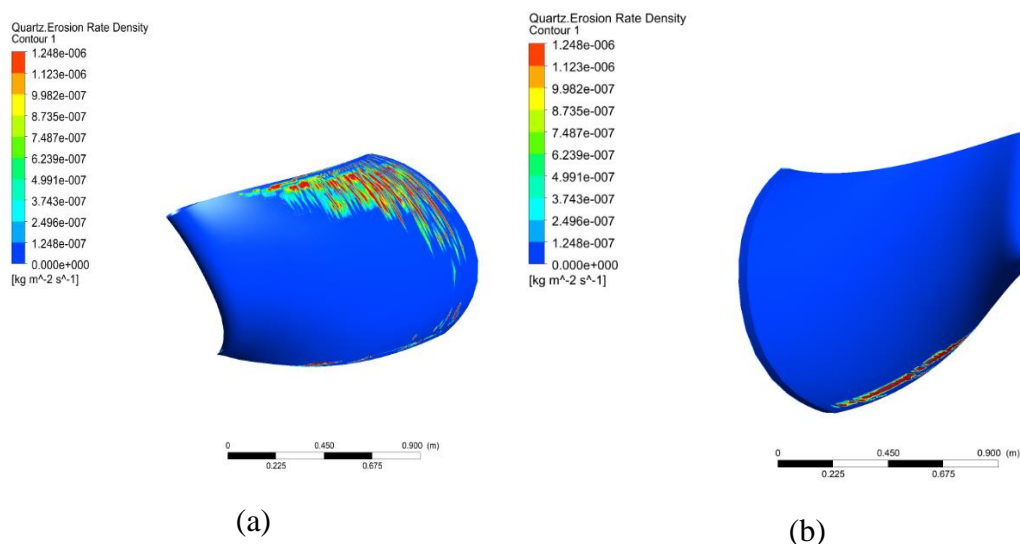 Quartz.Erosion Rate Density
Contour 1
1.248e-006
1.123e-006
9.982e-007
8.735e-007
7.487e-007
6.239e-007
4.991e-007
3.743e-007
2.496e-007
1.248e-007
0.000e+000
[kg m^-2 s^-1]
0 0.450 0.900 (m)
0.225 0.675
(a)
Quartz.Erosion Rate Density
Contour 1
1.248e-006
1.123e-006
9.982e-007
8.735e-007
7.487e-007
6.239e-007
4.991e-007
3.743e-007
2.496e-007
1.248e-007
0.000e+000
[kg m^-2 s^-1]
0 0.450 0.900 (m)
0.225 0.675
(b)